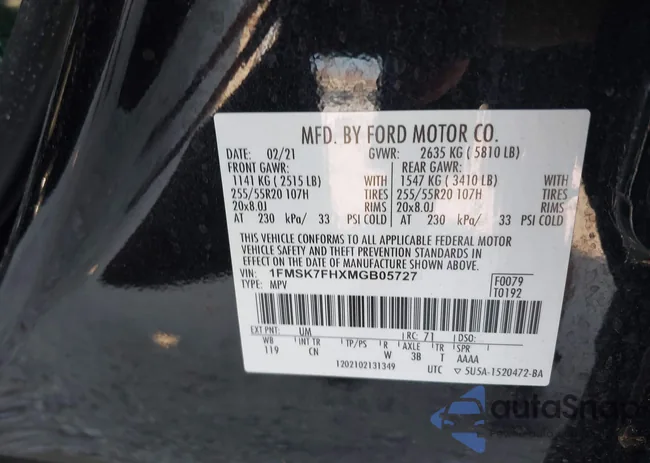 MFD. BY FORD MOTOR CO.
DATE: 02/21 GVWR: 2635 KG ( 5810 LB)
FRONT GAWR: REAR GAWR:
1141 KG ( 2515 LB) WITH 1547 KG ( 3410 LB) WITH
255/55R20 107H TIRES 255/55R20 107H TIRES
20x8.0J RIMS 20x8.0J RIMS
AT 230 kPa/ 33 PSI COLD AT 230 kPa/ 33 PSI COLD
THIS VEHICLE CONFORMS TO ALL APPLICABLE FEDERAL MOTOR
VEHICLE SAFETY AND THEFT PREVENTION STANDARDS IN
EFFECT ON THE DATE OF MANUFACTURE SHOWN ABOVE.
VIN: 1FMSK7FHXMGB05727 F0079
TYPE: MPV T0192
EXT PNT: UM RC: 71 DSO:
WB INT TR TP/PS R AXLE TR SPR
119 CN W 3B T AAAA
1202102131349 UTC ▽ 5U5A-1520472-BA
autoSnap